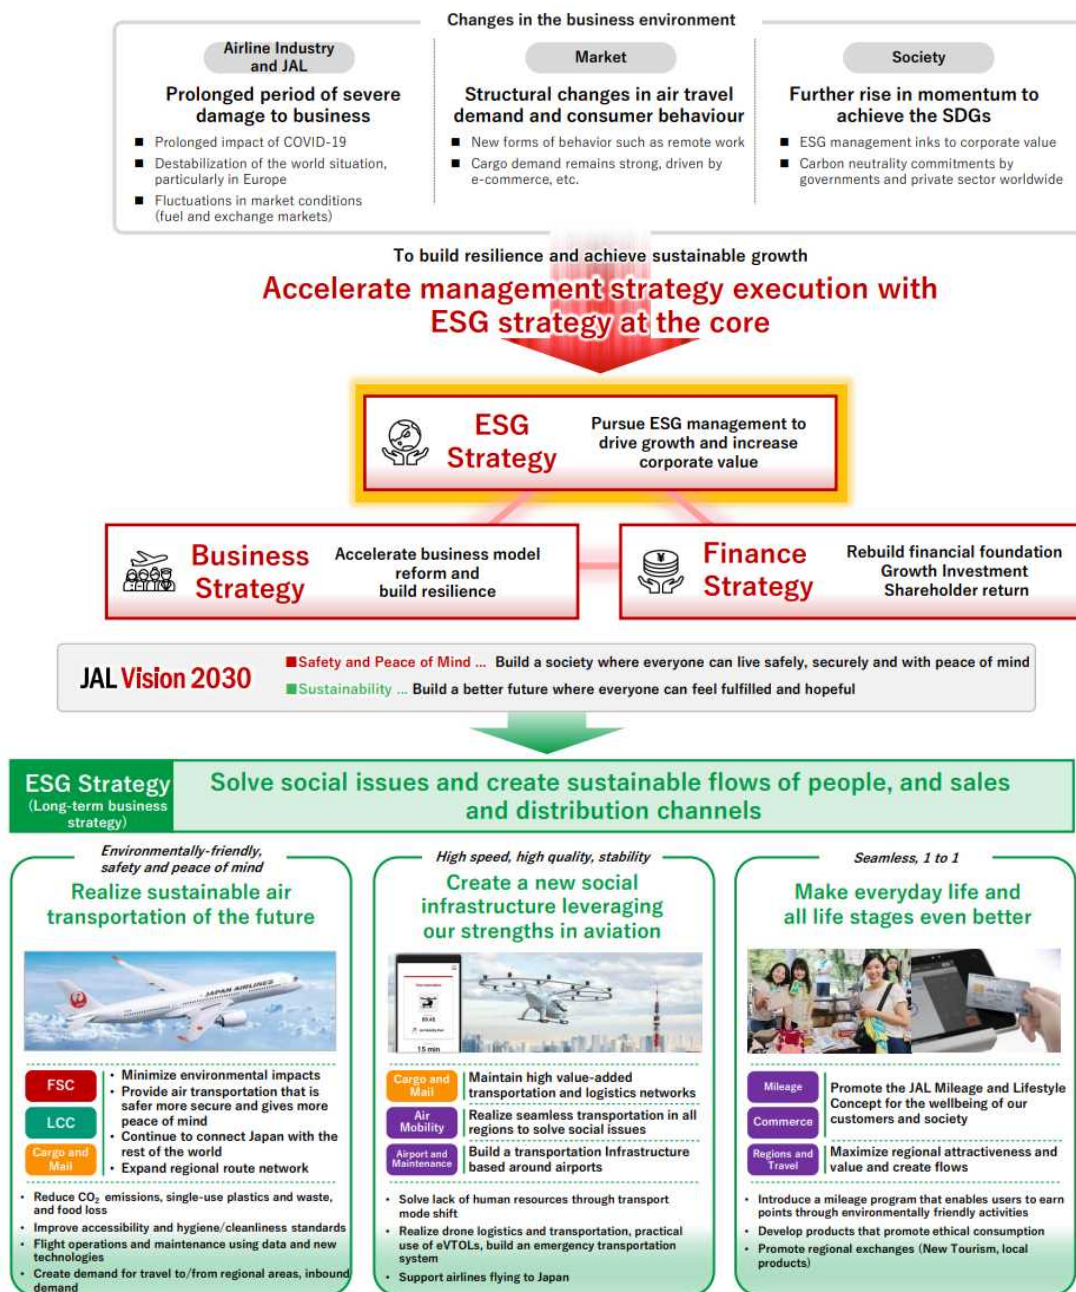 Changes in the business environment
Airline Industry
and JAL
Prolonged period of severe
damage to business
■ Prolonged impact of COVID-19
■ Destabilization of the world situation,
particularly in Europe
■ Fluctuations in market conditions
(fuel and exchange markets)
Market
Structural changes in air travel
demand and consumer behaviour
■ New forms of behavior such as remote work
■ Cargo demand remains strong, driven by
e-commerce, etc.
Society
Further rise in momentum to
achieve the SDGs
■ ESG management inks to corporate value
■ Carbon neutrality commitments by
governments and private sector worldwide
To build resilience and achieve sustainable growth
Accelerate management strategy execution with
ESG strategy at the core
ESG
Strategy
Pursue ESG management to
drive growth and increase
corporate value
Business
Strategy
Accelerate business model
reform and
build resilience
¥
Finance
Strategy
Rebuild financial foundation
Growth Investment
Shareholder return
JAL Vision 2030
■Safety and Peace of Mind ... Build a society where everyone can live safely, securely and with peace of mind
■Sustainability ... Build a better future where everyone can feel fulfilled and hopeful
ESG Strategy
(Long-term business
strategy)
Solve social issues and create sustainable flows of people, and sales
and distribution channels
Environmentally-friendly,
safety and peace of mind
Realize sustainable air
transportation of the future
JAPAN AIRLINES
FSC
LCC
Cargo and
Mail
• Minimize environmental impacts
• Provide air transportation that is
safer more secure and gives more
peace of mind
• Continue to connect Japan with the
rest of the world
• Expand regional route network
• Reduce CO₂ emissions, single-use plastics and waste,
and food loss
• Improve accessibility and hygiene/cleanliness standards
• Flight operations and maintenance using data and new
technologies
• Create demand for travel to/from regional areas, inbound
demand
High speed, high quality, stability
Create a new social
infrastructure leveraging
our strengths in aviation
15 min
Cargo and
Mail
Maintain high value-added
transportation and logistics networks
Air
Mobility
Realize seamless transportation in all
regions to solve social issues
Airport and
Maintenance
Build a transportation Infrastructure
based around airports
• Solve lack of human resources through transport
mode shift
• Realize drone logistics and transportation, practical
use of eVTOLs, build an emergency transportation
system
• Support airlines flying to Japan
Seamless, 1 to 1
Make everyday life and
all life stages even better
Mileage
Commerce
Promote the JAL Mileage and Lifestyle
Concept for the wellbeing of our
customers and society
Regions and
Travel
Maximize regional attractiveness and
value and create flows
• Introduce a mileage program that enables users to earn
points through environmentally friendly activities
• Develop products that promote ethical consumption
• Promote regional exchanges (New Tourism, local
products)